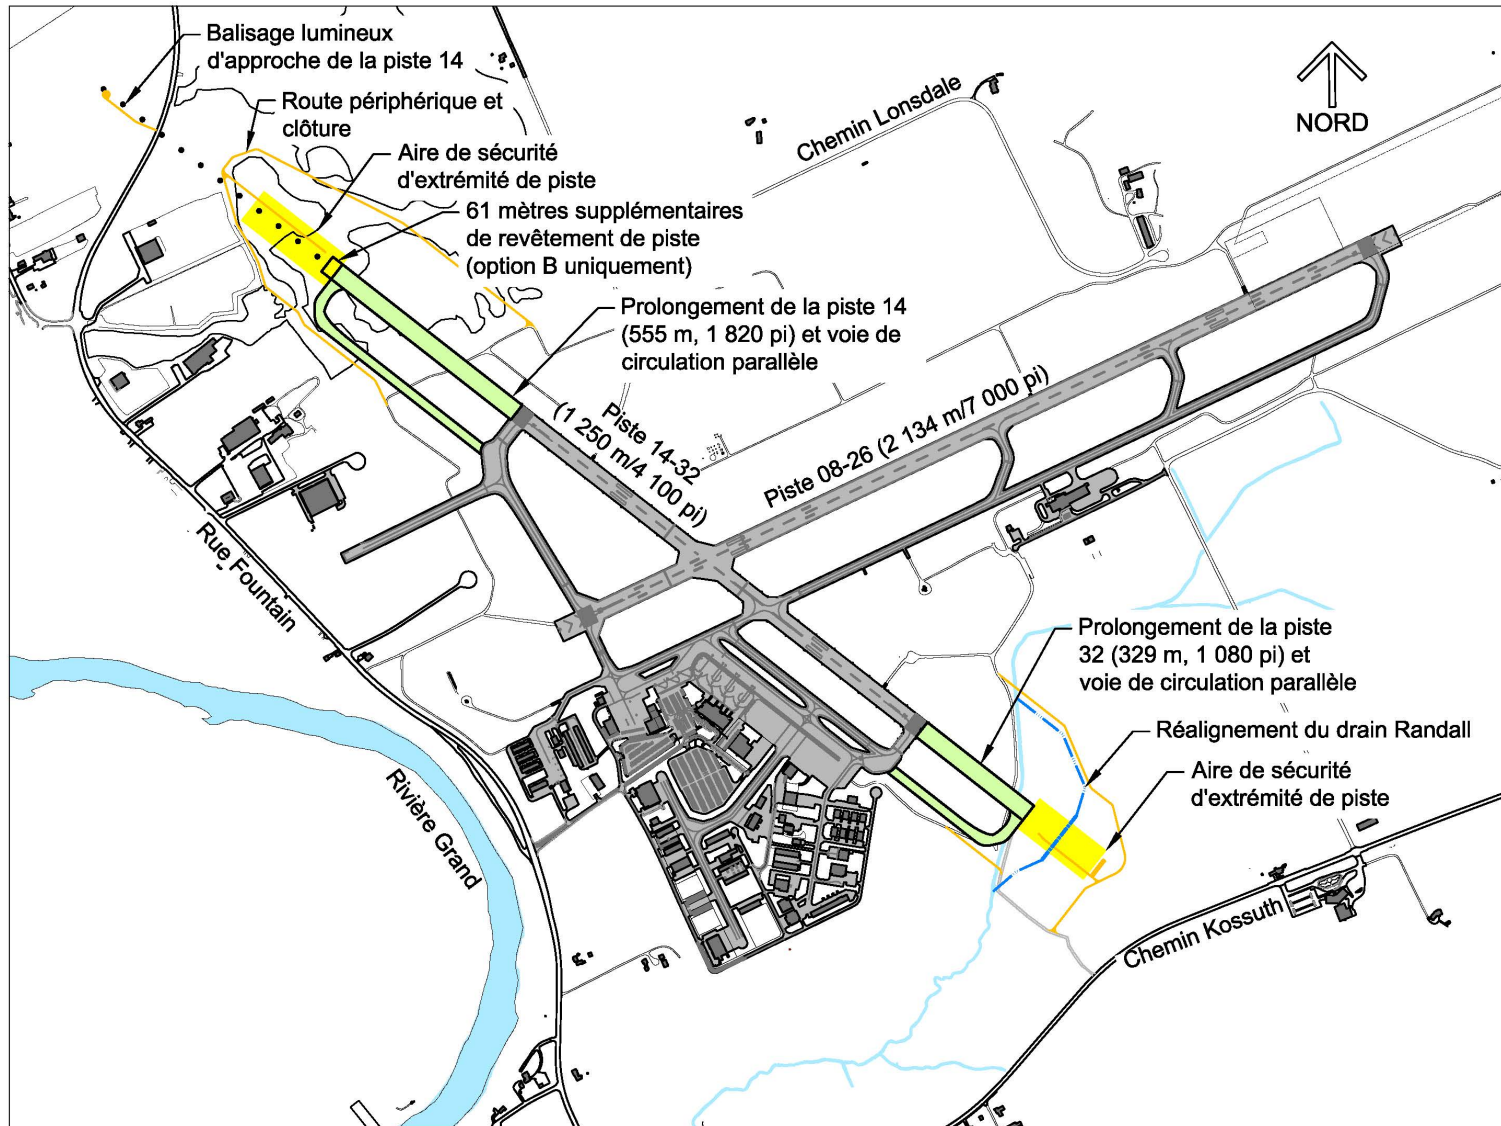 Balisage lumineux
d'approche de la piste 14
Route périphérique et
clôture
Aire de sécurité
d'extrémité de piste
61 mètres supplémentaires
de revêtement de piste
(option B uniquement)
Prolongement de la piste 14
(555 m, 1 820 pi) et voie de
circulation parallèle
Chemin Lonsdale
NORD
Piste 14-32
(1 250 m/4 100 pi)
Piste 08-26 (2 134 m/7 000 pi)
Rue Fountain
Rivière Grand
Prolongement de la piste
32 (329 m, 1 080 pi) et
voie de circulation parallèle
Réalignement du drain Randall
Aire de sécurité
d'extrémité de piste
Chemin Kossuth